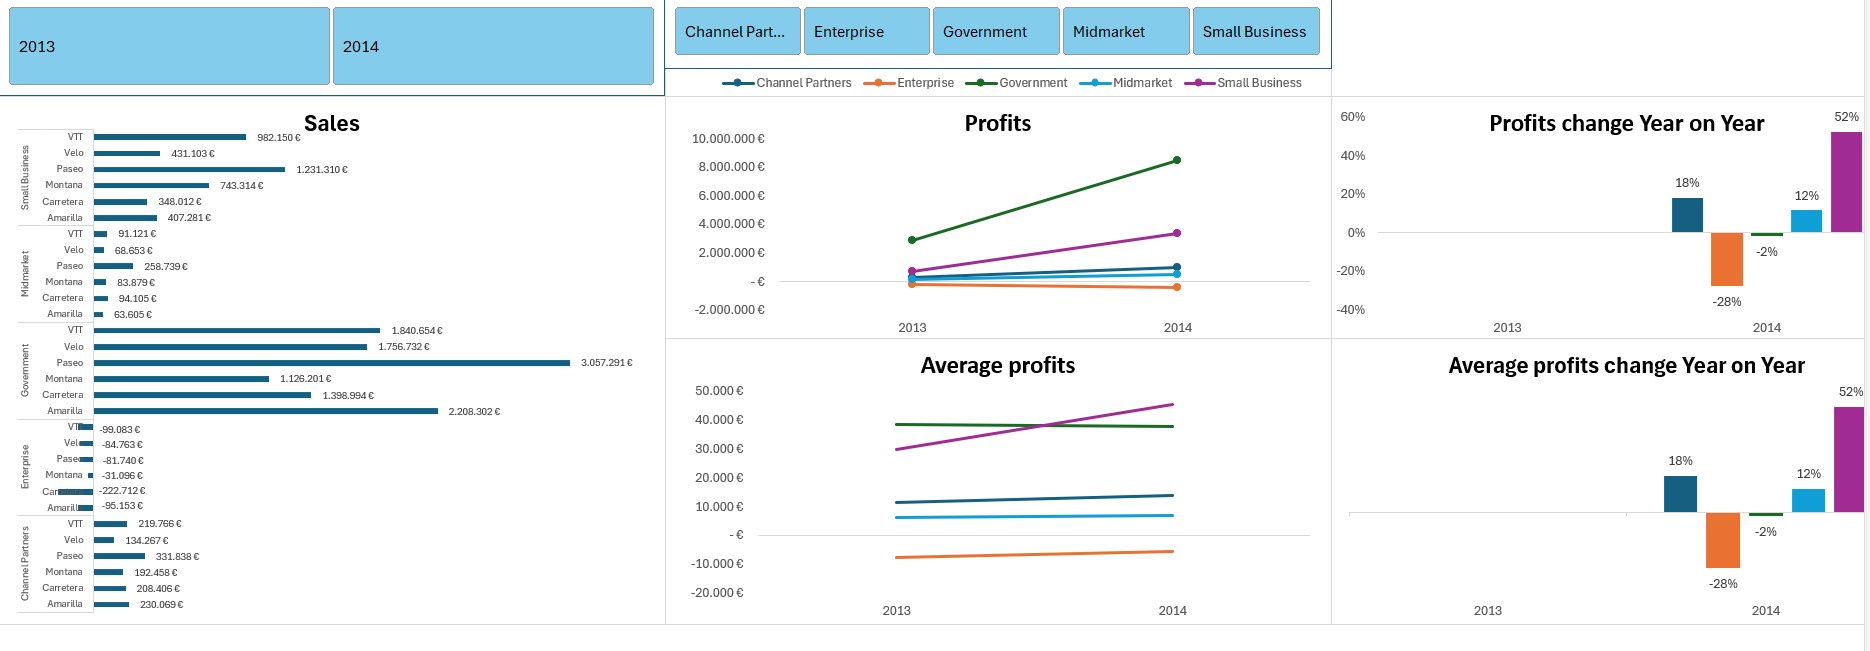 2013
2014
Channel Part...
Enterprise
Government
Midmarket
Small Business
Channel Partners
Enterprise
Government
Midmarket
Small Business
Sales
Small Business
VTT 982.150 €
Velo 431.103 €
Paseo 1.231.310 €
Montana 743.314 €
Carretera 348.012 €
Amarilla 407.281 €
Midmarket
VTT 91.121 €
Velo 68.653 €
Paseo 258.739 €
Montana 83.879 €
Carretera 94.105 €
Amarilla 63.605 €
Government
VTT 1.840.654 €
Velo 1.756.732 €
Paseo 3.057.291 €
Montana 1.126.201 €
Carretera 1.398.994 €
Amarilla 2.208.302 €
Enterprise
VTT -99.083 €
Velo -84.763 €
Paseo -81.740 €
Montana -31.096 €
Carretera -222.712 €
Amarilla -95.153 €
Channel Partners
VTT 219.766 €
Velo 134.267 €
Paseo 331.838 €
Montana 192.458 €
Carretera 208.406 €
Amarilla 230.069 €
Profits
10.000.000 €
8.000.000 €
6.000.000 €
4.000.000 €
2.000.000 €
- €
-2.000.000 €
2013
2014
Profits change Year on Year
60%
40%
20%
0%
-20%
-40%
18%
-28%
-2%
12%
52%
2013
2014
Average profits
50.000 €
40.000 €
30.000 €
20.000 €
10.000 €
- €
-10.000 €
-20.000 €
2013
2014
Average profits change Year on Year
18%
-28%
-2%
12%
52%
2013
2014